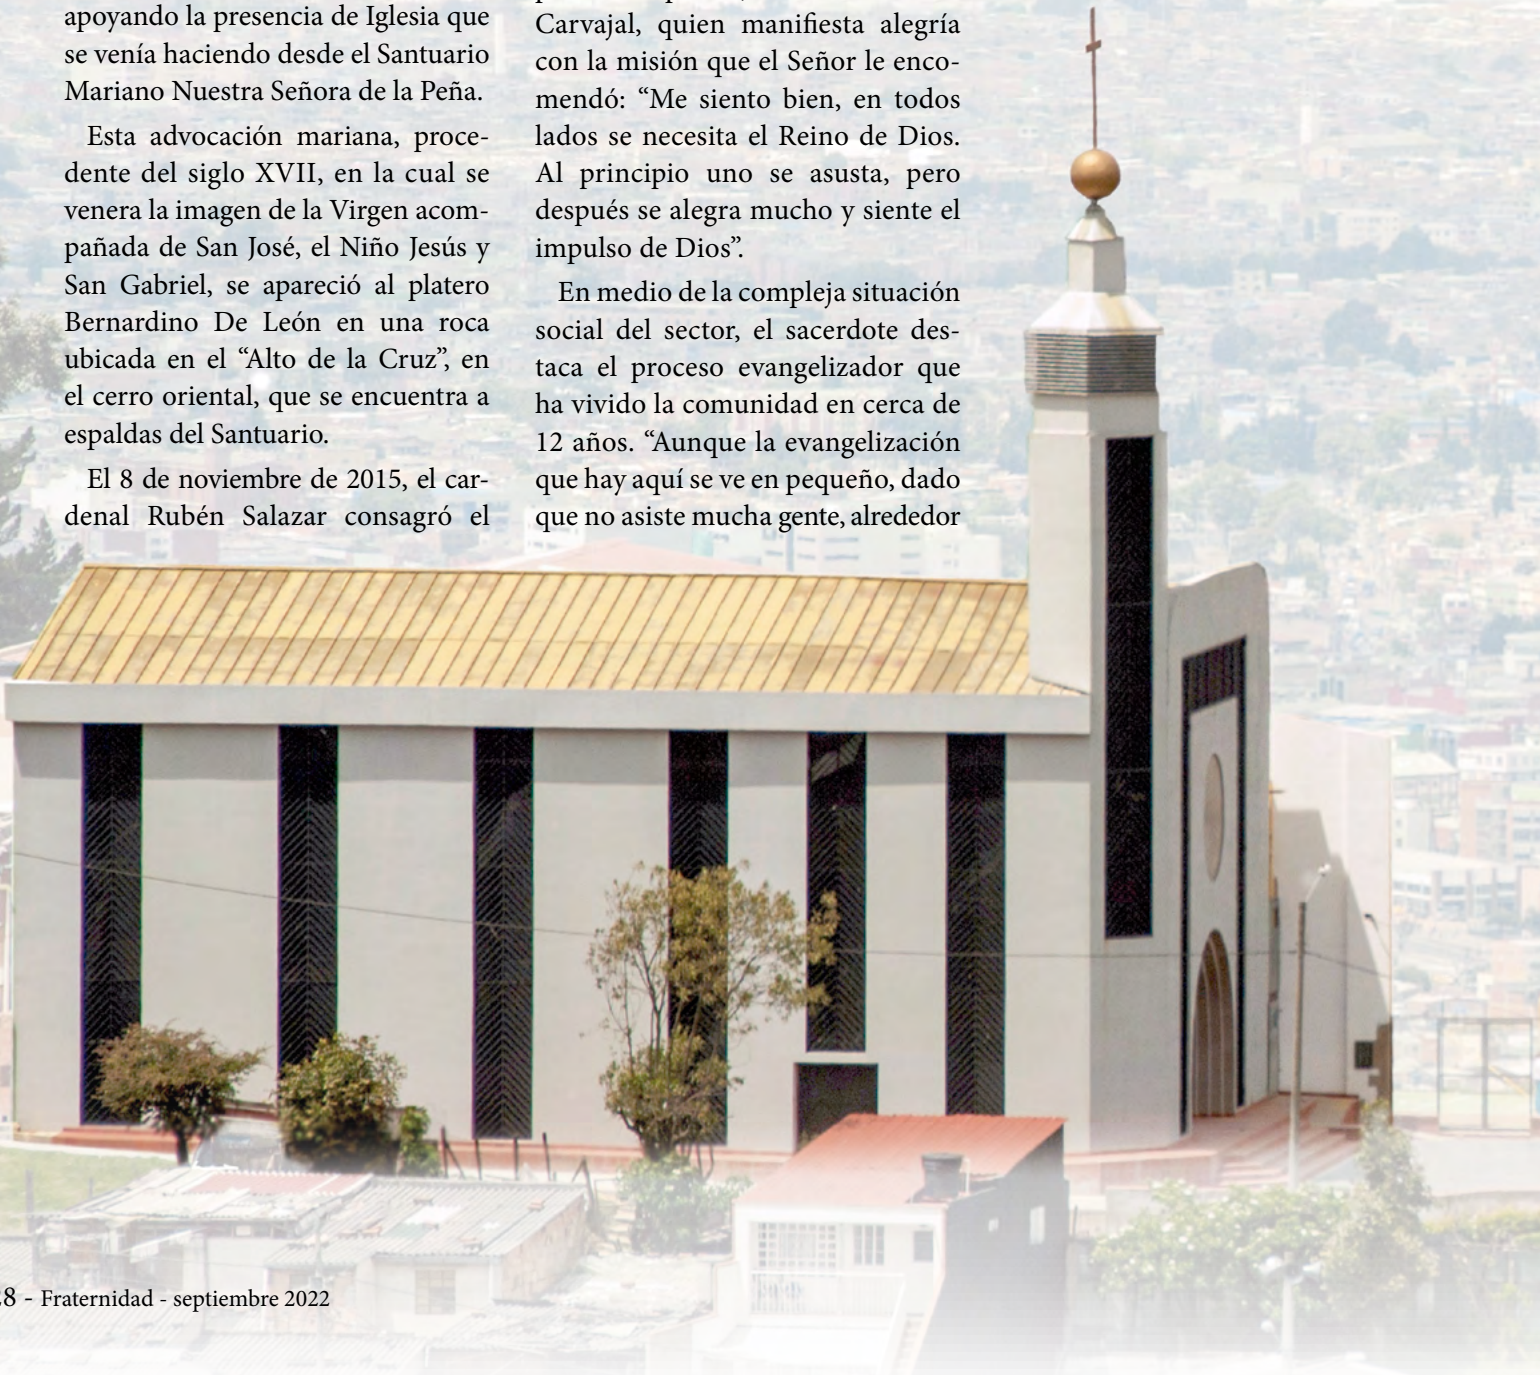 apoyando la presencia de Iglesia que
se venía haciendo desde el Santuario
Mariano Nuestra Señora de la Peña.
Esta advocación mariana, proce-
dente del siglo XVII, en la cual se
venera la imagen de la Virgen acom-
pañada de San José, el Niño Jesús y
San Gabriel, se apareció al platero
Bernardino De León en una roca
ubicada en el “Alto de la Cruz”, en
el cerro oriental, que se encuentra a
espaldas del Santuario.
El 8 de noviembre de 2015, el car-
denal Rubén Salazar consagró el
Carvajal, quien manifiesta alegría
con la misión que el Señor le enco-
mendó: “Me siento bien, en todos
lados se necesita el Reino de Dios.
Al principio uno se asusta, pero
después se alegra mucho y siente el
impulso de Dios”.
En medio de la compleja situación
social del sector, el sacerdote des-
taca el proceso evangelizador que
ha vivido la comunidad en cerca de
12 años. “Aunque la evangelización
que hay aquí se ve en pequeño, dado
que no asiste mucha gente, alrededor
8 - Fraternidad - septiembre 2022